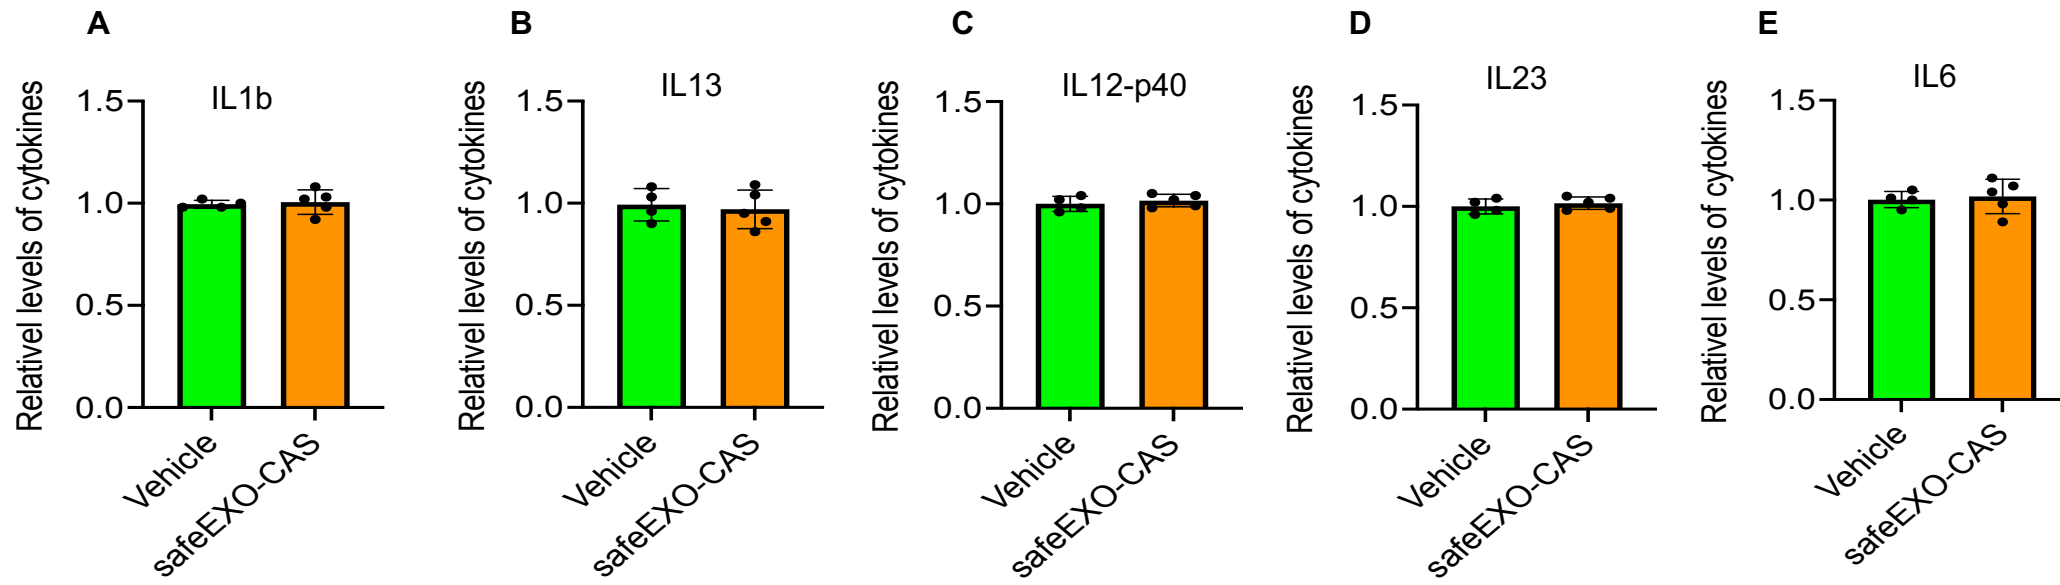 A
IL1b
Relativel levels of cytokines
1.5
1.0
0.5
0.0
Vehicle
safeEXO-CAS
B
IL13
Relativel levels of cytokines
1.5
1.0
0.5
0.0
Vehicle
safeEXO-CAS
C
IL12-p40
Relativel levels of cytokines
1.5
1.0
0.5
0.0
Vehicle
safeEXO-CAS
D
IL23
Relativel levels of cytokines
1.5
1.0
0.5
0.0
Vehicle
safeEXO-CAS
E
IL6
Relativel levels of cytokines
1.5
1.0
0.5
0.0
Vehicle
safeEXO-CAS